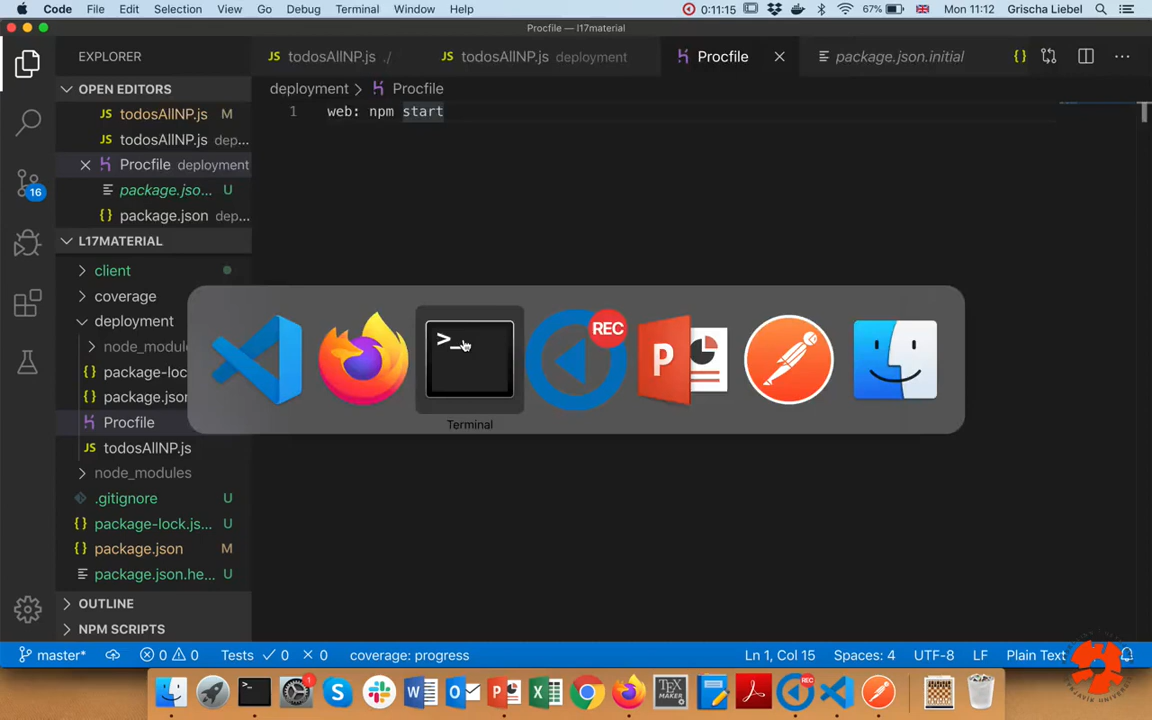 Code File Edit Selection View Go Debug Terminal Window Help 0:11:15 67% Mon 11:12 Grischa Liebel
Procfile — l17material
EXPLORER
todosAllNP.js ./
todosAllNP.js deployment
Procfile
package.json.initial
OPEN EDITORS
deployment > Procfile
1 web: npm start
todosAllNP.js M
todosAllNP.js dep...
Procfile deployment
package.jso... U
package.json dep...
16
L17MATERIAL
client
coverage
deployment
node_modul
package-loc
package.jso
Procfile
todosAllNP.js
node_modules
.gitignore U
package-lock.js... U
package.json M
package.json.he... U
OUTLINE
NPM SCRIPTS
>_
REC
P
Terminal
master* 0 0 Tests 0 0 coverage: progress Ln 1, Col 15 Spaces: 4 UTF-8 LF Plain Text
>_
1
REC